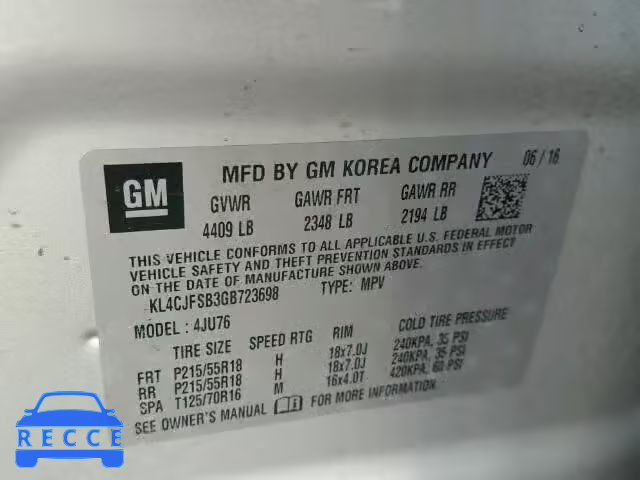 GM
MFD BY GM KOREA COMPANY 06 / 16
GVWR GAWR FRT GAWR RR
4409 LB 2348 LB 2194 LB
THIS VEHICLE CONFORMS TO ALL APPLICABLE U.S. FEDERAL MOTOR
VEHICLE SAFETY AND THEFT PREVENTION STANDARDS IN EFFECT ON
THE DATE OF MANUFACTURE SHOWN ABOVE.
KL4CJFSB3GB723698 TYPE: MPV
MODEL : 4JU76
TIRE SIZE SPEED RTG RIM COLD TIRE PRESSURE
FRT P215/55R18 H 18x7.0J 240KPA, 35 PSI
RR P215/55R18 H 18x7.0J 240KPA, 35 PSI
SPA T125/70R16 M 16x4.0T 420KPA, 60 PSI
SEE OWNER'S MANUAL FOR MORE INFORMATION
RECCE